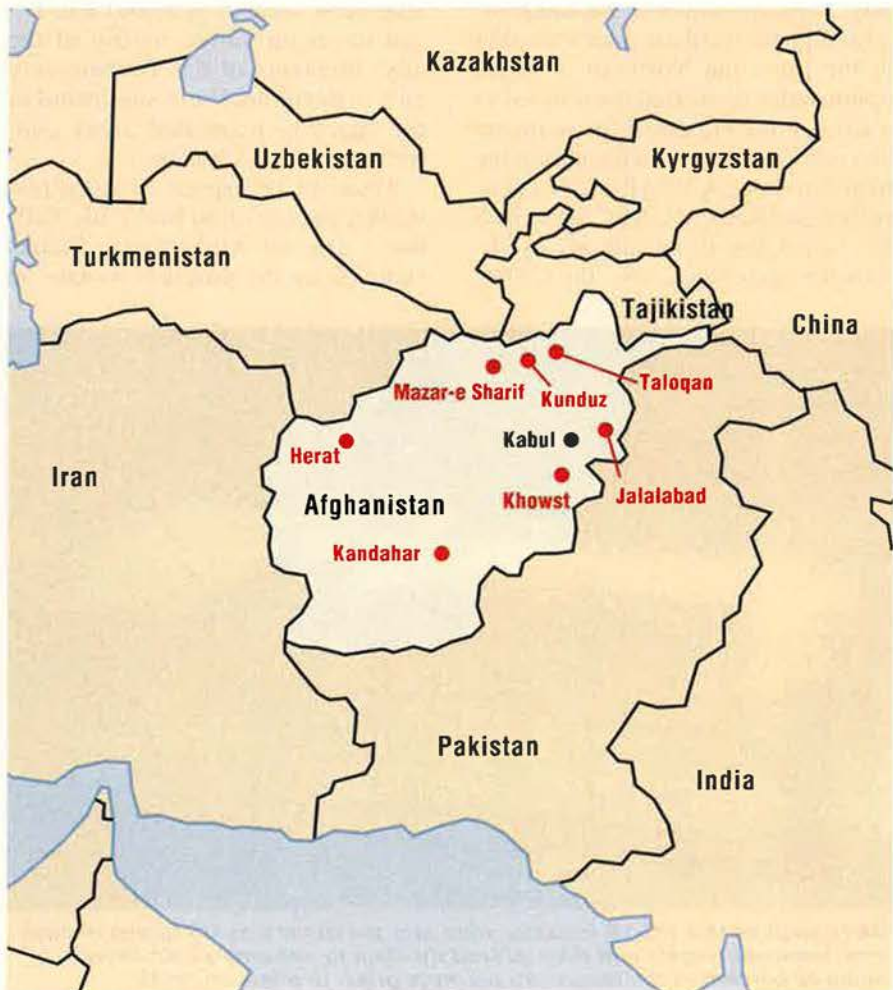 Kazakhstan
Uzbekistan
Kyrgyzstan
Turkmenistan
Tajikistan
China
Mazar-e Sharif
Kunduz
Taloqan
Herat
Kabul
Iran
Afghanistan
Khowst
Jalalabad
Kandahar
Pakistan
India